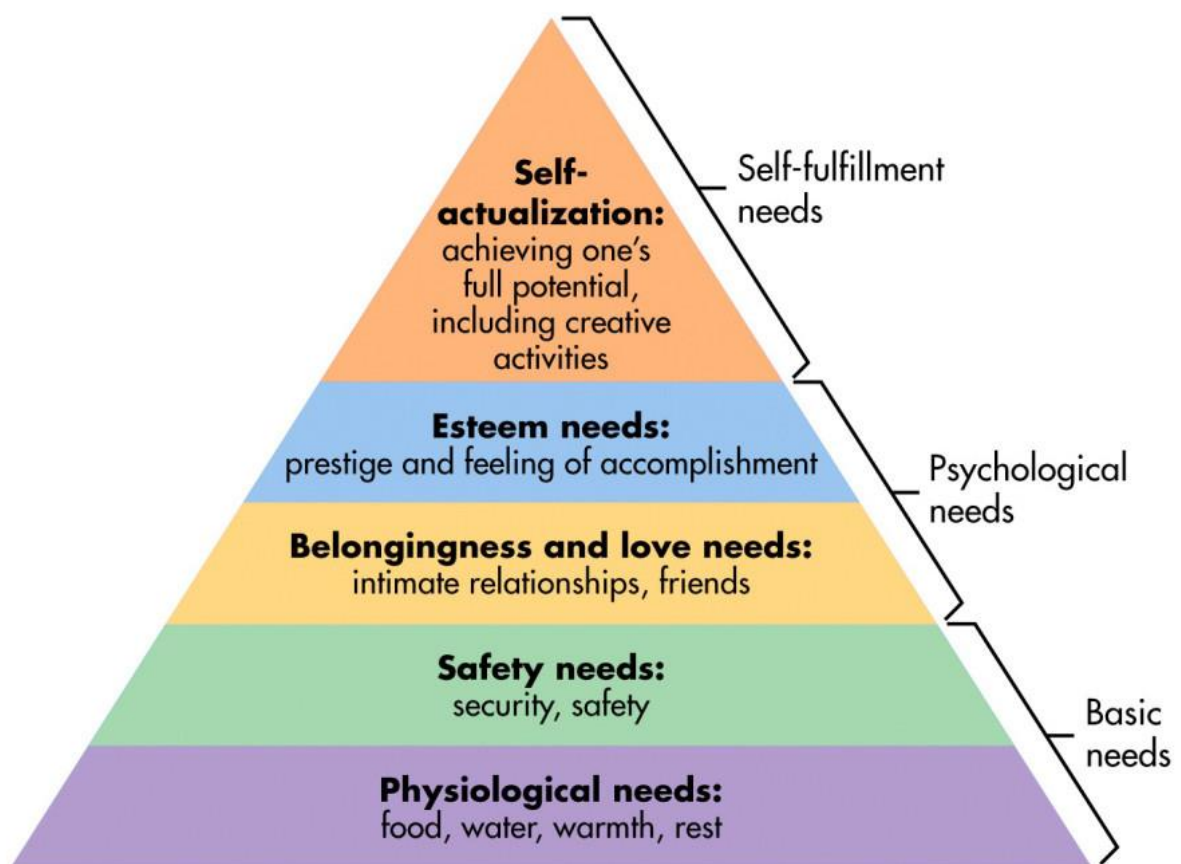 Self-
actualization:
achieving one’s
full potential,
including creative
activities
Self-fulfillment
needs
Esteem needs:
prestige and feeling of accomplishment
Belongingness and love needs:
intimate relationships, friends
Psychological
needs
Safety needs:
security, safety
Physiological needs:
food, water, warmth, rest
Basic
needs